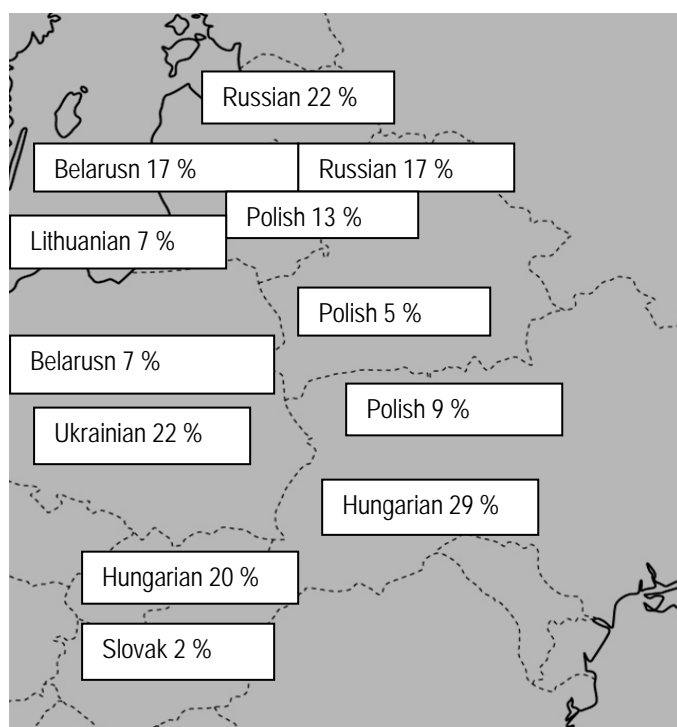 Russian 22 %
Belarusn 17 %
Russian 17 %
Polish 13 %
Lithuanian 7 %
Polish 5 %
Belarusn 7 %
Polish 9 %
Ukrainian 22 %
Hungarian 29 %
Hungarian 20 %
Slovak 2 %